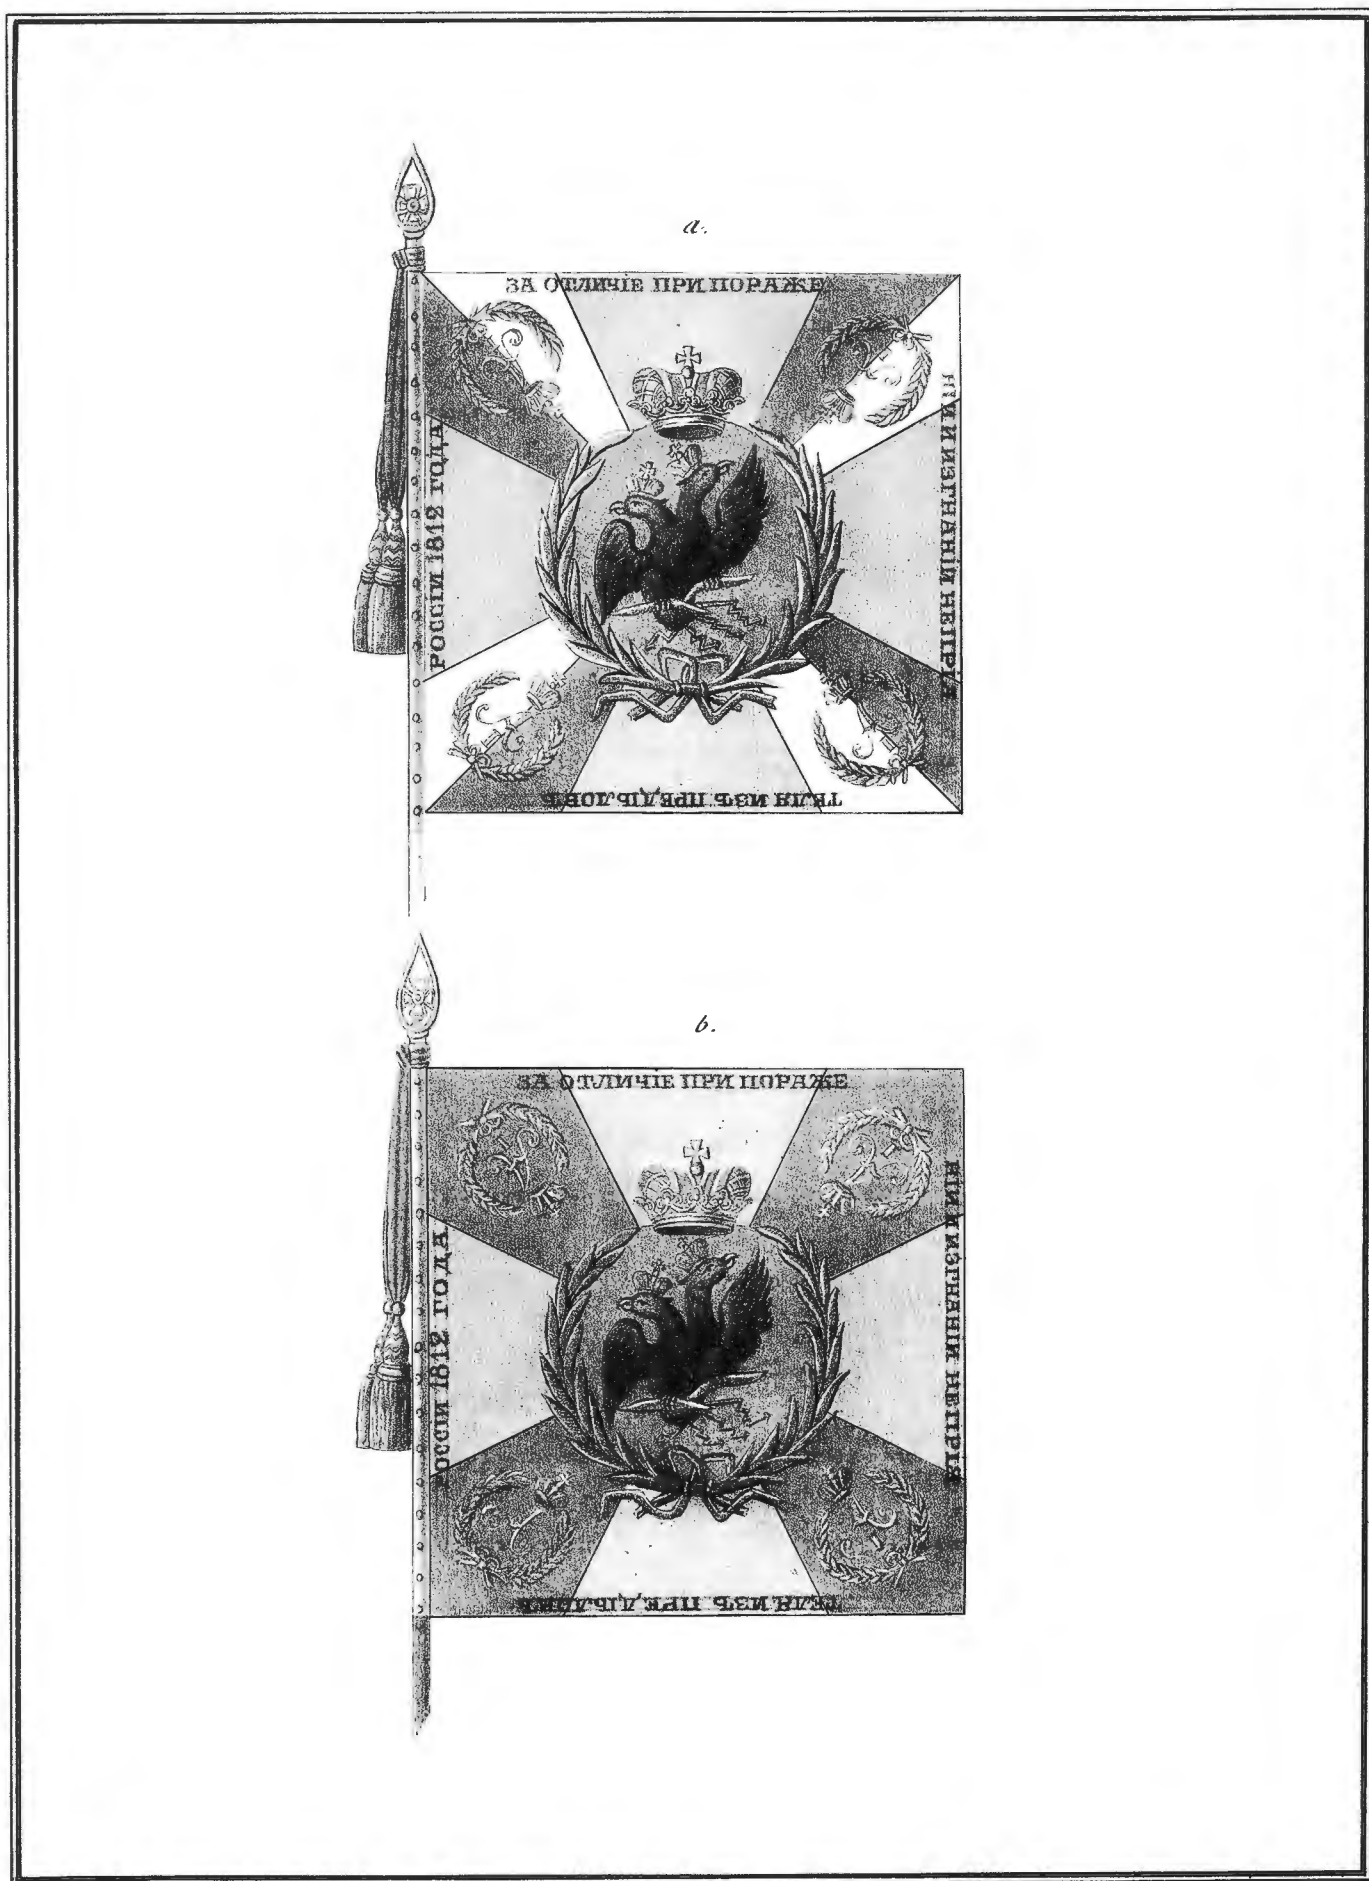 a.
ЗА ОТЛИЧІЕ ПРИ ПОРАЖЕ
НІИ И ИЗГНАНІИ НЕПРІЯ
ТЕЛЯ ИЗЪ ПРЕДѢЛОВЪ
РОССІИ 1812 ГОДА
b.
ЗА ОТЛИЧІЕ ПРИ ПОРАЖЕ
НІИ И ИЗГНАНІИ НЕПРІЯ
ТЕЛЯ ИЗЪ ПРЕДѢЛОВЪ
РОССІИ 1812 ГОДА